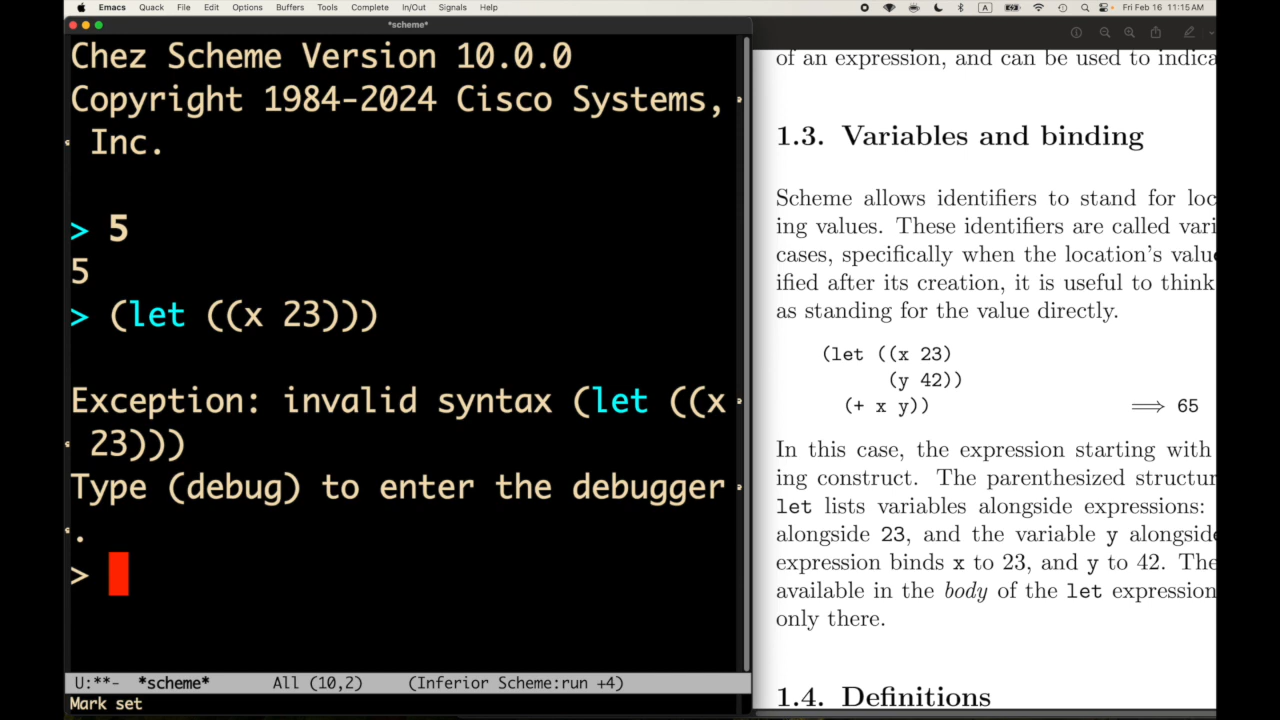 Emacs Quack File Edit Options Buffers Tools Complete In/Out Signals Help
A
Fri Feb 16 11:15 AM
*scheme*
Chez Scheme Version 10.0.0
Copyright 1984-2024 Cisco Systems,
Inc.
> 5
5
> (let ((x 23)))
Exception: invalid syntax (let ((x
23)))
Type (debug) to enter the debugger
.
>
U:**- *scheme* All (10,2) (Inferior Scheme:run +4)
Mark set
of an expression, and can be used to indica
1.3. Variables and binding
Scheme allows identifiers to stand for loc
ing values. These identifiers are called vari
cases, specifically when the location's value
ified after its creation, it is useful to think
as standing for the value directly.
(let ((x 23)
(y 42))
(+ x y)) ⟹ 65
In this case, the expression starting with
ing construct. The parenthesized structur
let lists variables alongside expressions:
alongside 23, and the variable y alongside
expression binds x to 23, and y to 42. The
available in the body of the let expression
only there.
1.4. Definitions